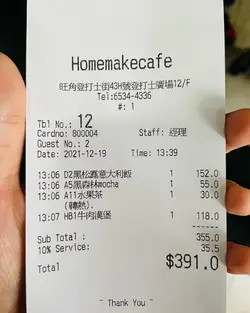 Homemakecafe
旺角登打士街43H號登打士廣場12/F
Tel:6534-4336
#: 1
Tbl No.: 12
Cardno: 800004 Staff: 經理
Guest No.: 2
Date: 2021-12-19 Time: 13:39
13:06 D2黑松露意大利飯 1 152.0
13:06 A5黑森林mocha 1 55.0
13:06 A11水果茶 1 30.0
(轉熱).
13:07 HB1牛肉漢堡 1 118.0
------
Sub Total : 355.0
10% Service: 35.5
Total $391.0
~ Thank You ~